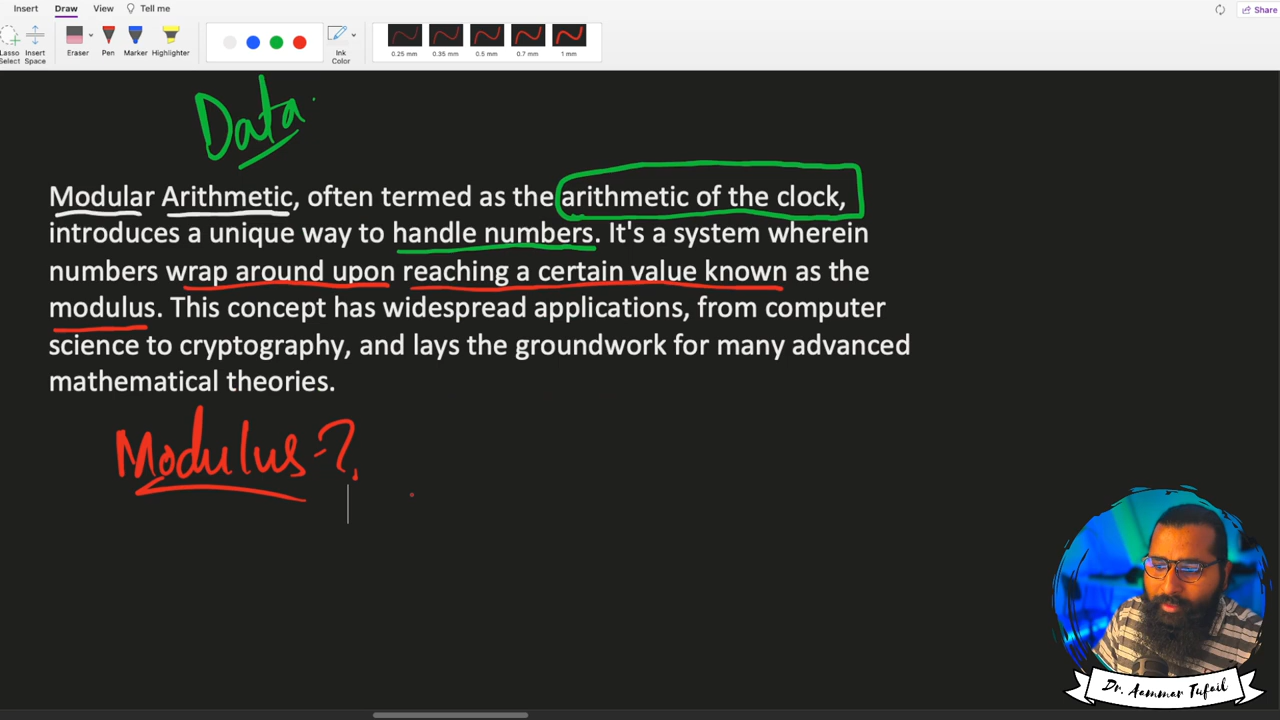 Insert Draw View Tell me Share
Lasso Select Insert Space Eraser Pen Marker Highlighter Ink Color 0.25 mm 0.35 mm 0.5 mm 0.7 mm 1 mm
Data
Modular Arithmetic, often termed as the arithmetic of the clock,
introduces a unique way to handle numbers. It's a system wherein
numbers wrap around upon reaching a certain value known as the
modulus. This concept has widespread applications, from computer
science to cryptography, and lays the groundwork for many advanced
mathematical theories.
Modulus-?
Dr. Aammar Tufail